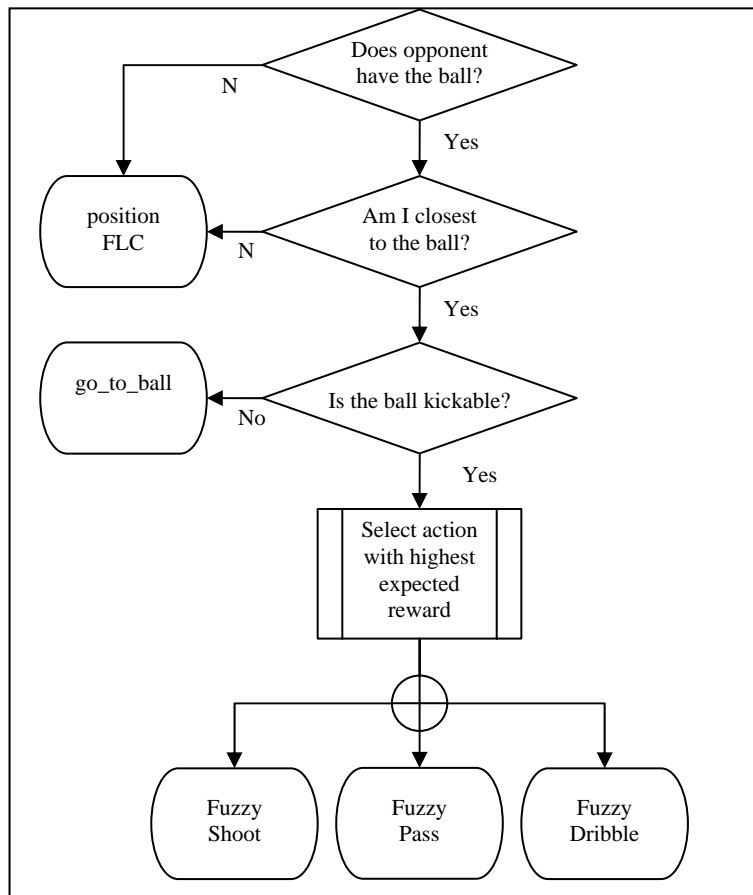 Does opponent
have the ball?
N
Yes
position
FLC
Am I closest
to the ball?
N
Yes
go_to_ball
Is the ball kickable?
No
Yes
Select action
with highest
expected
reward
Fuzzy
Shoot
Fuzzy
Pass
Fuzzy
Dribble